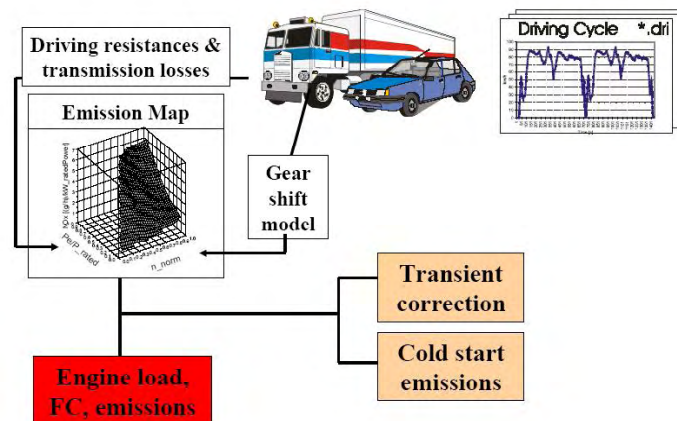 Driving resistances &
transmission losses
Driving Cycle *.dri
Emission Map
Gear
shift
model
Pe/P_rated
n_norm
Transient
correction
Cold start
emissions
Engine load,
FC, emissions